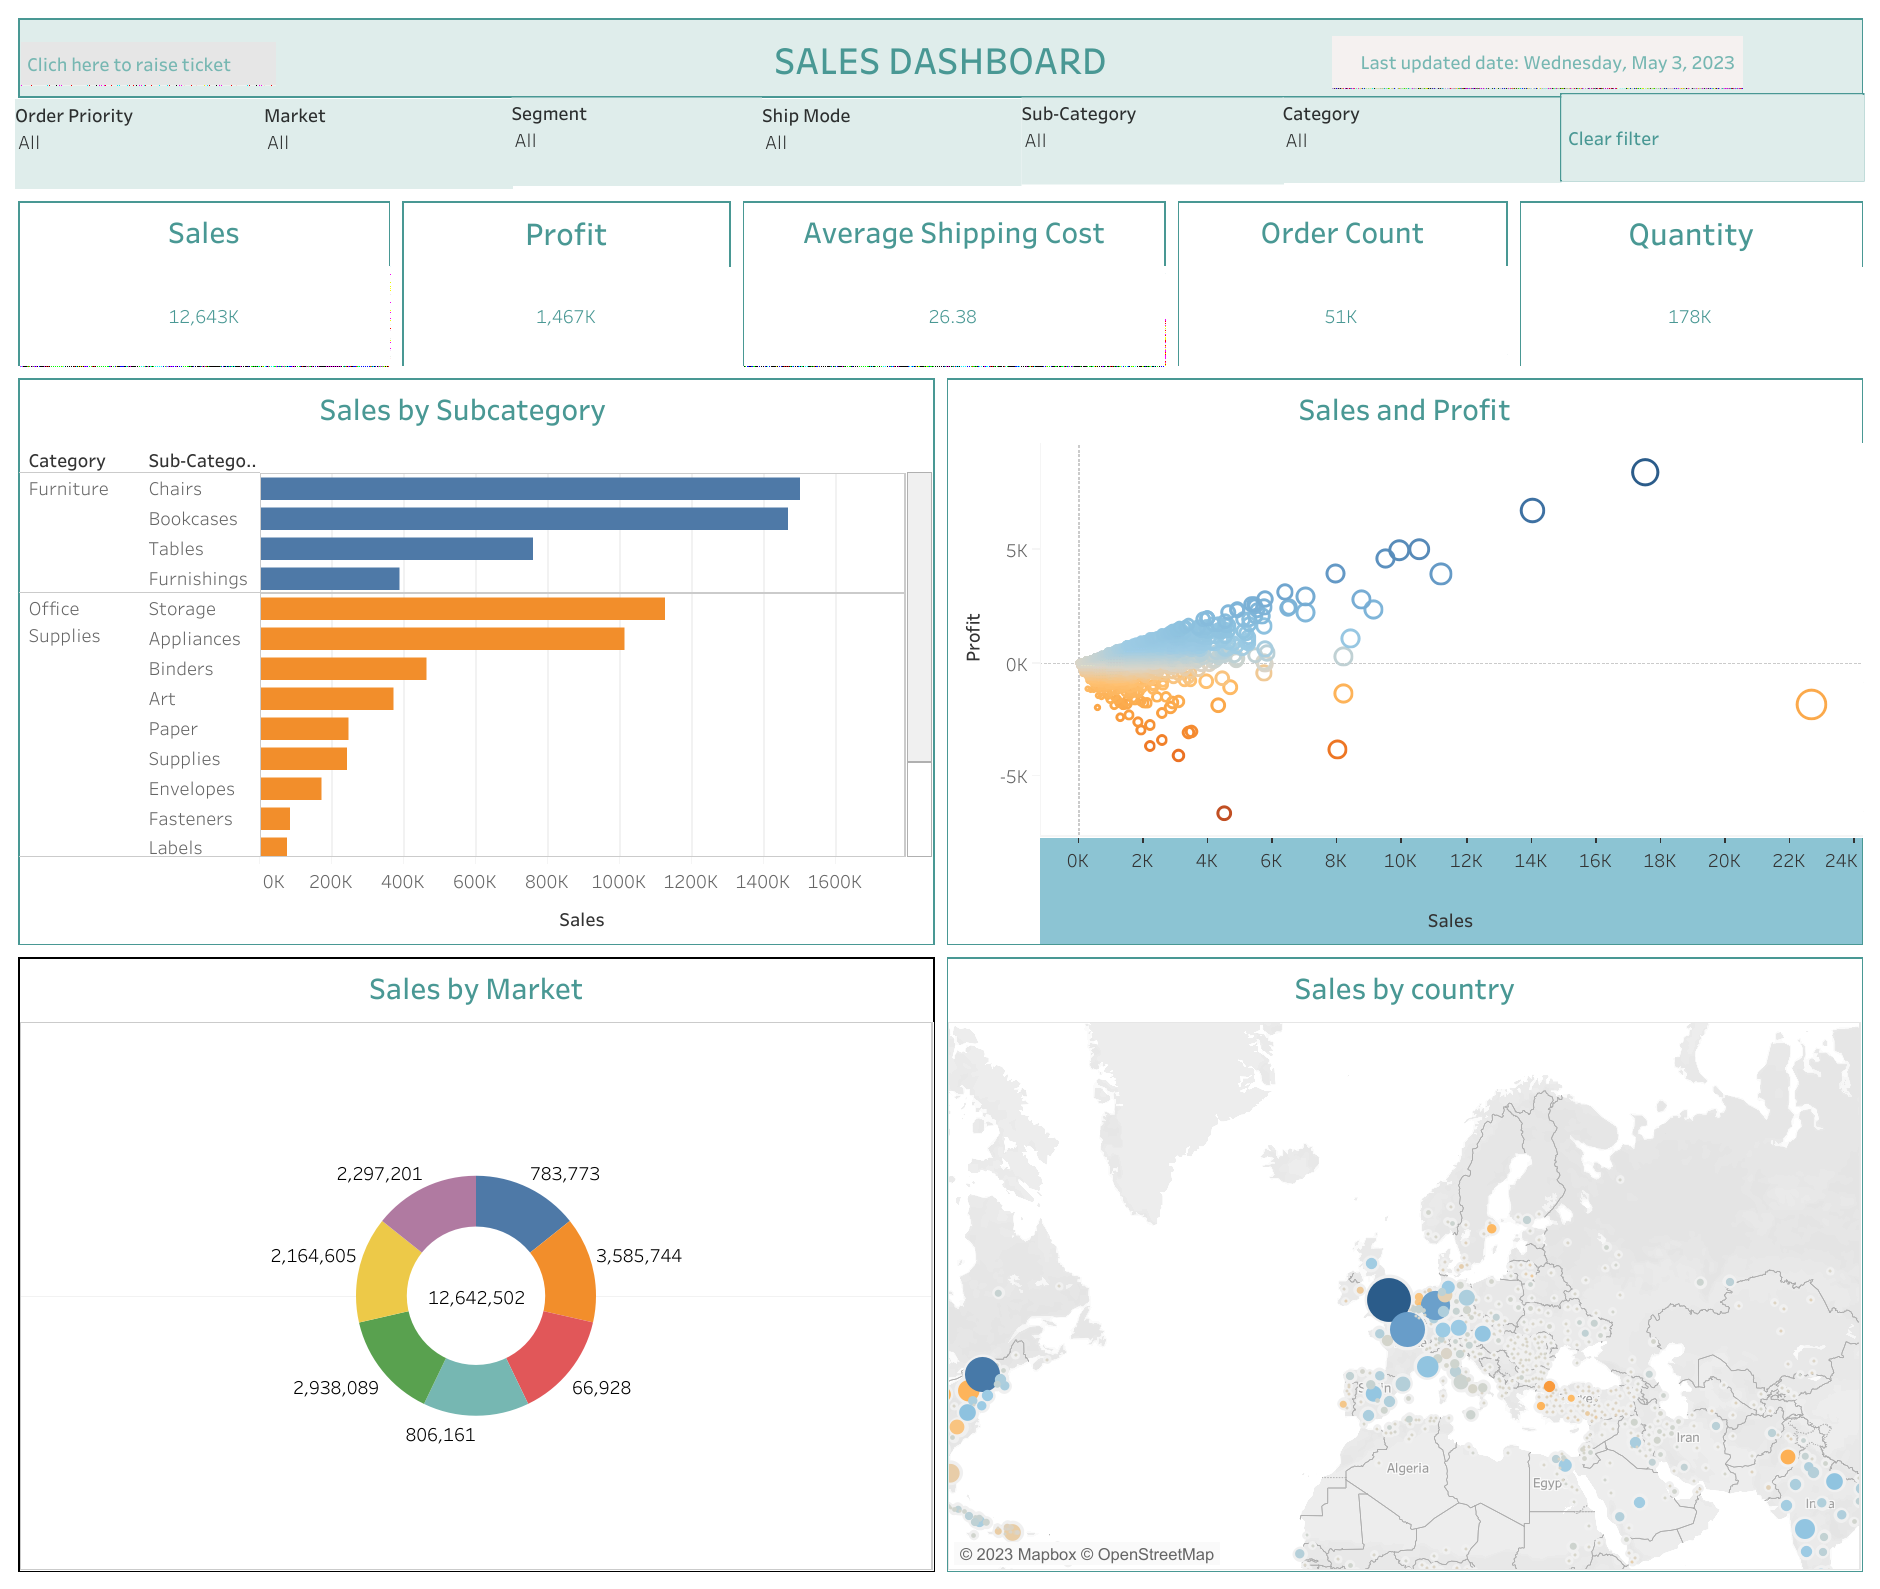 Clich here to raise ticket
SALES DASHBOARD
Last updated date: Wednesday, May 3, 2023
Order Priority
All
Market
All
Segment
All
Ship Mode
All
Sub-Category
All
Category
All
Clear filter
Sales
12,643K
Profit
1,467K
Average Shipping Cost
26.38
Order Count
51K
Quantity
178K
Sales by Subcategory
Category Sub-Catego..
Furniture Chairs
Bookcases
Tables
Furnishings
Office
Supplies
Storage
Appliances
Binders
Art
Paper
Supplies
Envelopes
Fasteners
Labels
0K 200K 400K 600K 800K 1000K 1200K 1400K 1600K
Sales
Sales and Profit
Profit
5K
0K
-5K
0K 2K 4K 6K 8K 10K 12K 14K 16K 18K 20K 22K 24K
Sales
Sales by Market
2,297,201
783,773
2,164,605
3,585,744
12,642,502
2,938,089
66,928
806,161
Sales by country
Iran
Algeria
Egyp
© 2023 Mapbox © OpenStreetMap